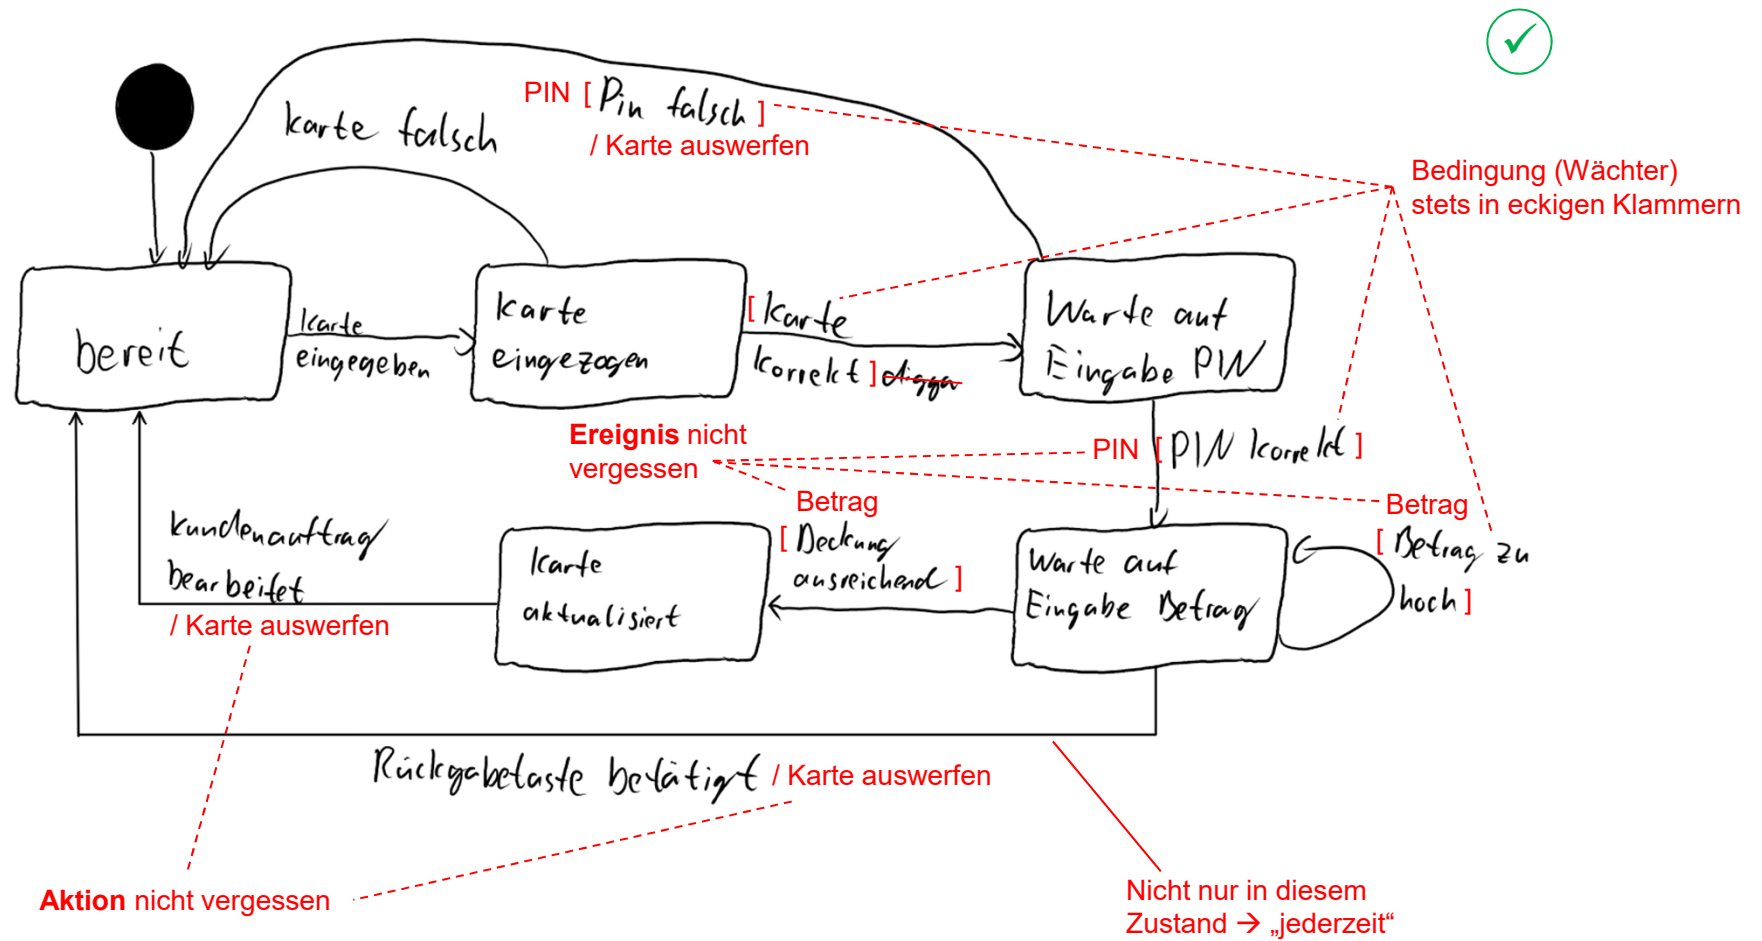 PIN [ Pin falsch ]
/ Karte auswerfen
Karte falsch
Bedingung (Wächter)
stets in eckigen Klammern
bereit
Karte
eingegeben
Karte
eingezogen
[ Karte
korrekt ] digga
Warte auf
Eingabe PIN
Ereignis nicht
vergessen
PIN [ PIN korrekt ]
Betrag
[ Deckung
ausreichend ]
Betrag
[ Betrag zu
hoch ]
Kundenauftrag
bearbeitet
/ Karte auswerfen
Karte
aktualisiert
Warte auf
Eingabe Betrag
Rückgabetaste betätigt / Karte auswerfen
Aktion nicht vergessen
Nicht nur in diesem
Zustand → „jederzeit“